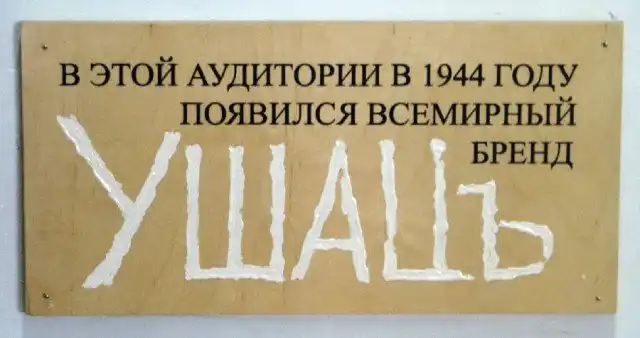 В ЭТОЙ АУДИТОРИИ В 1944 ГОДУ
ПОЯВИЛСЯ ВСЕМИРНЫЙ
БРЕНД
УШАЦЪ